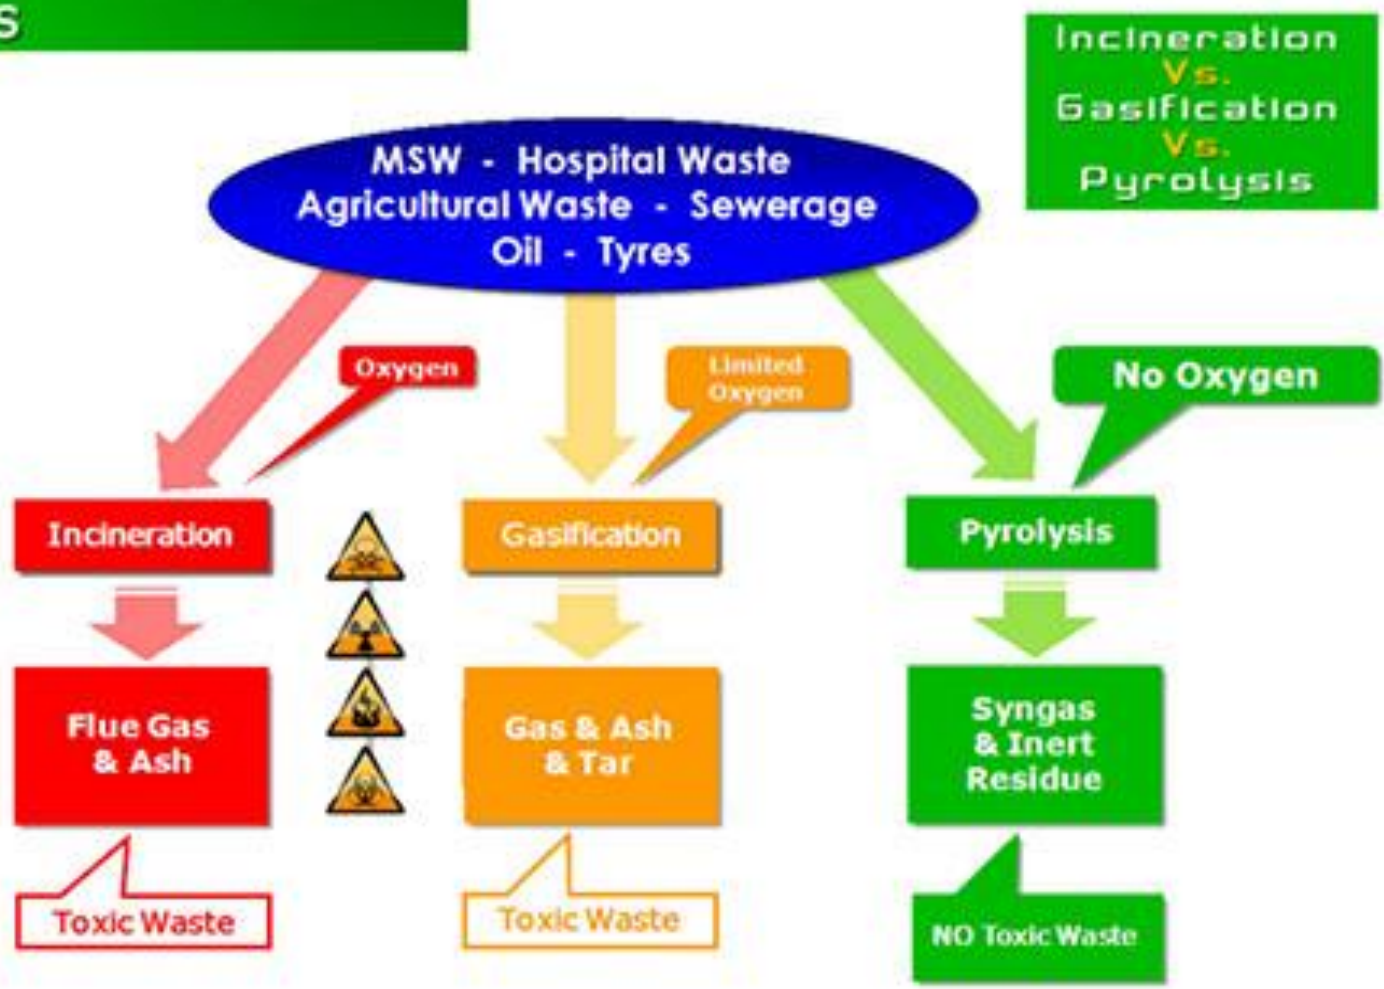 s
Incineration
Vs.
Gasification
Vs.
Pyrolysis
MSW - Hospital Waste
Agricultural Waste - Sewerage
Oil - Tyres
Oxygen
Limited
Oxygen
No Oxygen
Incineration
Gasification
Pyrolysis
Flue Gas
& Ash
Gas & Ash
& Tar
Syngas
& Inert
Residue
Toxic Waste
Toxic Waste
NO Toxic Waste